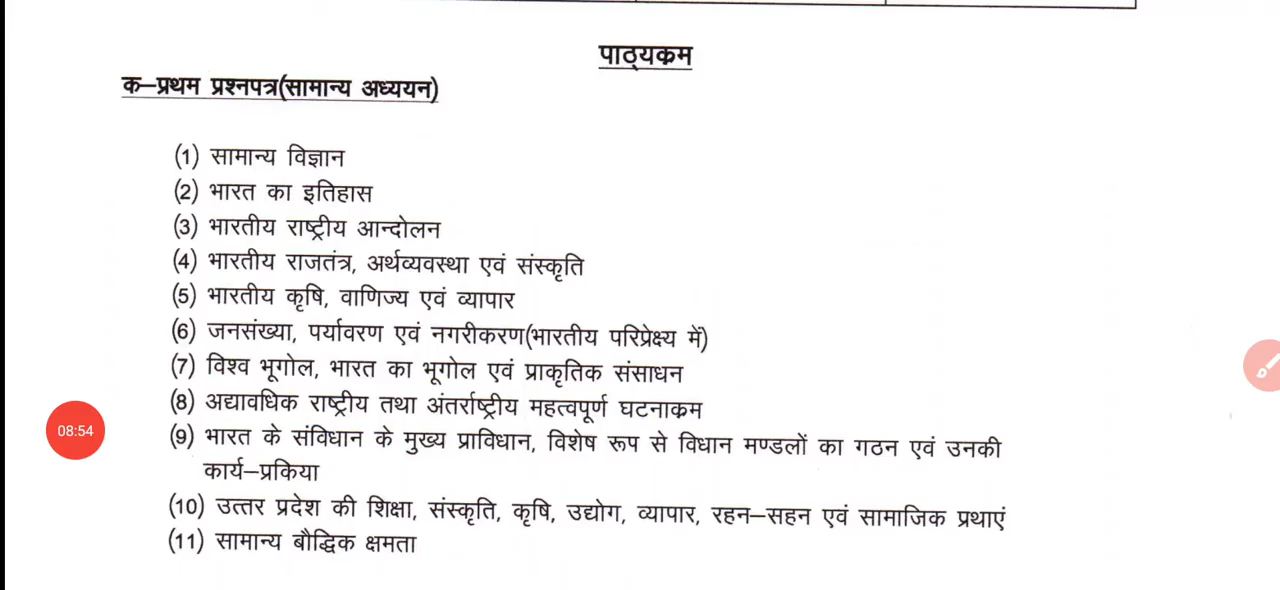 पाठ्यक्रम
क–प्रथम प्रश्नपत्र(सामान्य अध्ययन)
(1) सामान्य विज्ञान
(2) भारत का इतिहास
(3) भारतीय राष्ट्रीय आन्दोलन
(4) भारतीय राजतंत्र, अर्थव्यवस्था एवं संस्कृति
(5) भारतीय कृषि, वाणिज्य एवं व्यापार
(6) जनसंख्या, पर्यावरण एवं नगरीकरण(भारतीय परिप्रेक्ष्य में)
(7) विश्व भूगोल, भारत का भूगोल एवं प्राकृतिक संसाधन
(8) अद्यावधिक राष्ट्रीय तथा अंतर्राष्ट्रीय महत्वपूर्ण घटनाक्रम
08:54
(9) भारत के संविधान के मुख्य प्राविधान, विशेष रूप से विधान मण्डलों का गठन एवं उनकी
कार्य–प्रक्रिया
(10) उत्तर प्रदेश की शिक्षा, संस्कृति, कृषि, उद्योग, व्यापार, रहन–सहन एवं सामाजिक प्रथाएं
(11) सामान्य बौद्धिक क्षमता